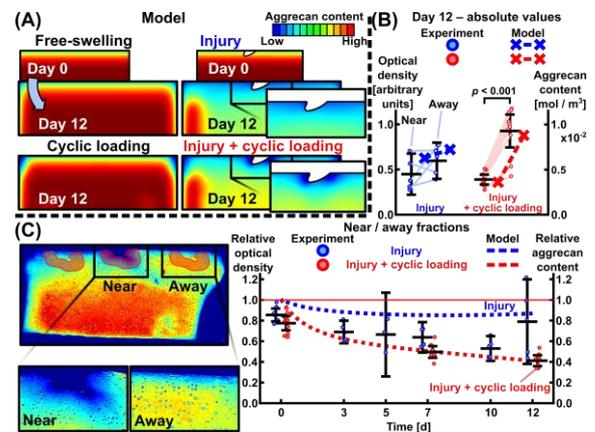 (A) Model
Aggrecan content
Low High
Free-swelling Injury
Day 0
Day 12
Day 0
Day 12
Cyclic loading Injury + cyclic loading
Day 12
Day 12
(B) Day 12 – absolute values
Experiment Model
Optical density [arbitrary units]
Aggrecan content [mol / m³]
p < 0.001
Near Away
1.0
0.5
0.0
1.0
x10⁻²
0.5
0.0
Injury
Injury + cyclic loading
(C) Near / away fractions
Near Away
Near
Away
Relative optical density
Experiment Model
Injury
Injury + cyclic loading
Relative aggrecan content
1.2
1.0
0.8
0.6
0.4
0.2
0.0
1.2
1.0
0.8
0.6
0.4
0.2
0.0
Injury
Injury + cyclic loading
0 3 5 7 10 12
Time [d]